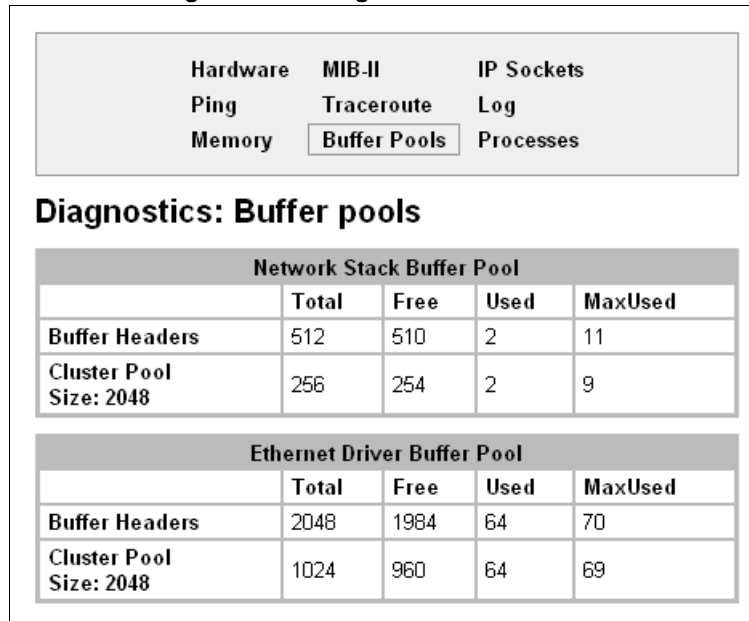 Hardware MIB-II IP Sockets
Ping Traceroute Log
Memory Buffer Pools Processes
Diagnostics: Buffer pools
Network Stack Buffer Pool
Total Free Used MaxUsed
Buffer Headers 512 510 2 11
Cluster Pool
Size: 2048 256 254 2 9
Ethernet Driver Buffer Pool
Total Free Used MaxUsed
Buffer Headers 2048 1984 64 70
Cluster Pool
Size: 2048 1024 960 64 69